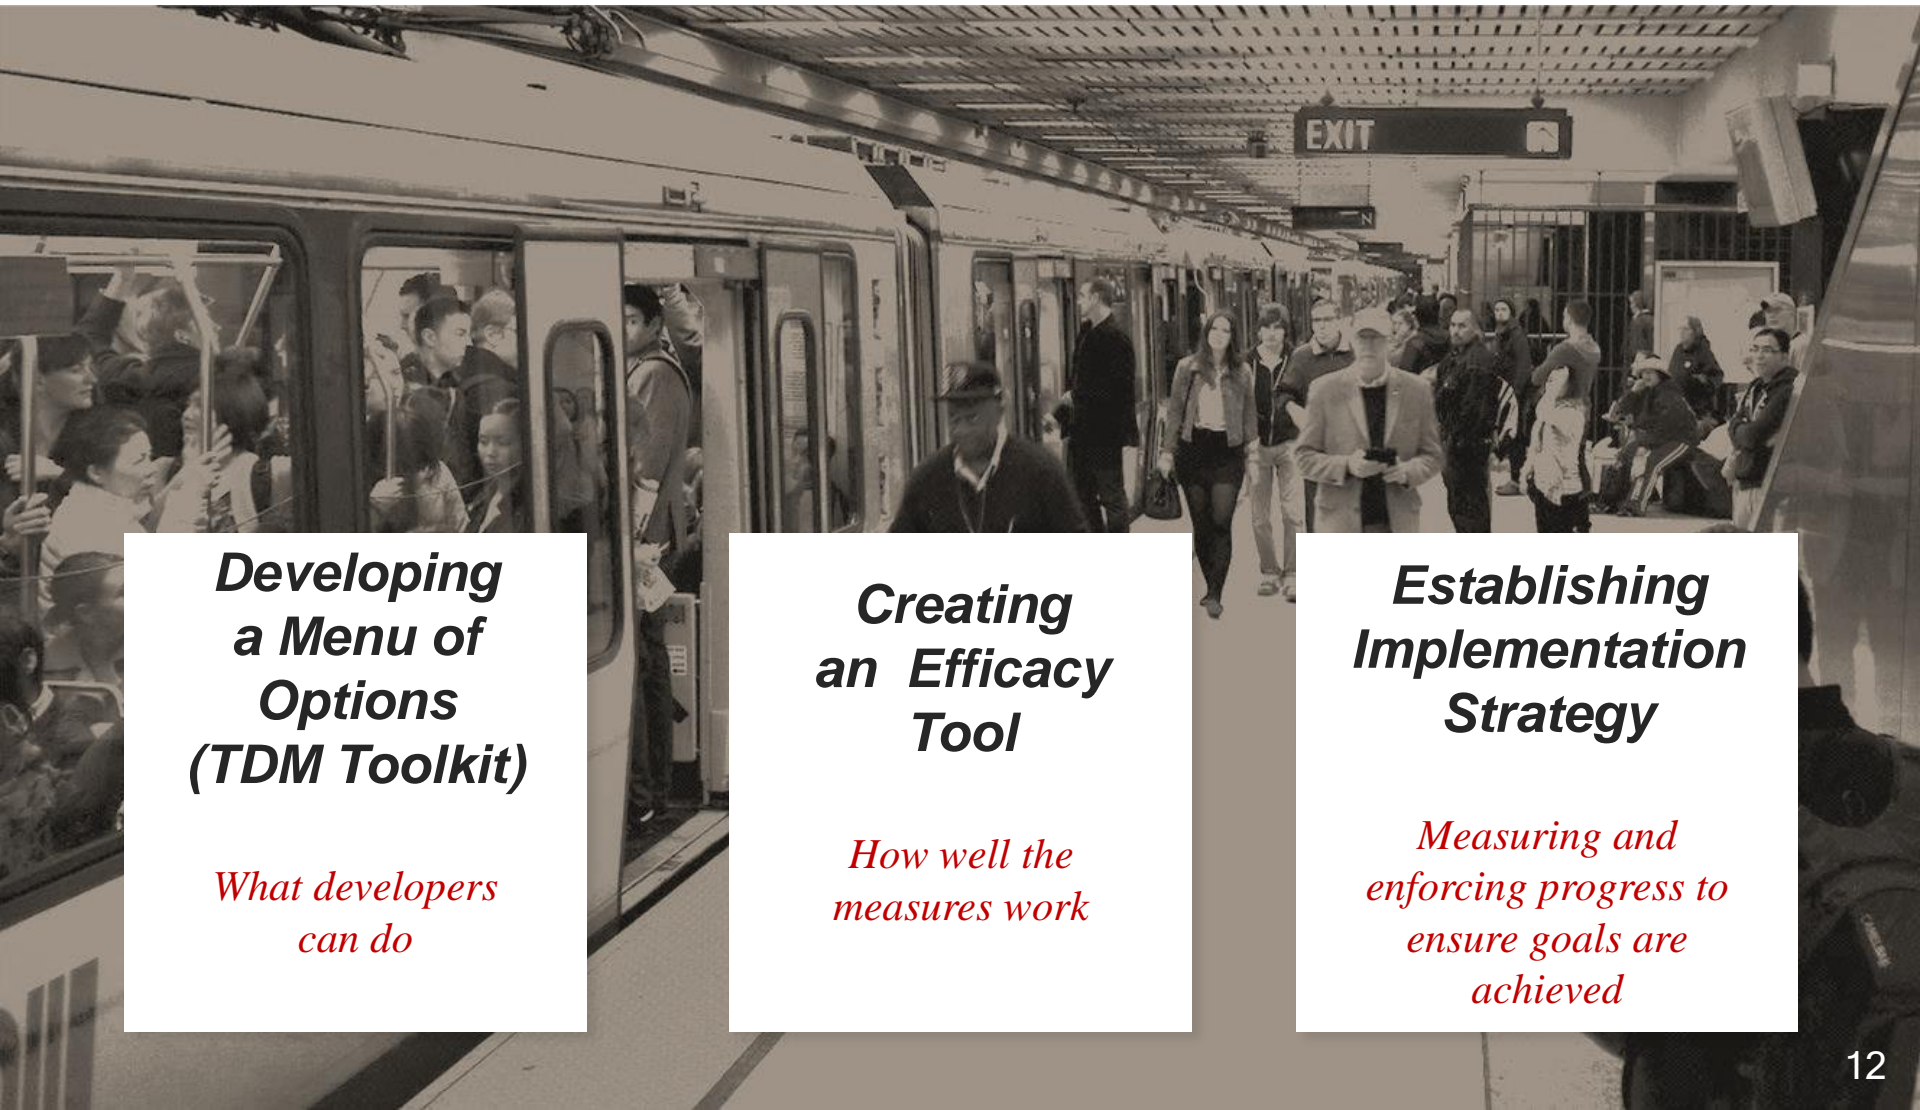 EXIT
N
Developing
a Menu of
Options
(TDM Toolkit)
What developers
can do
Creating
an Efficacy
Tool
How well the
measures work
Establishing
Implementation
Strategy
Measuring and
enforcing progress to
ensure goals are
achieved
12